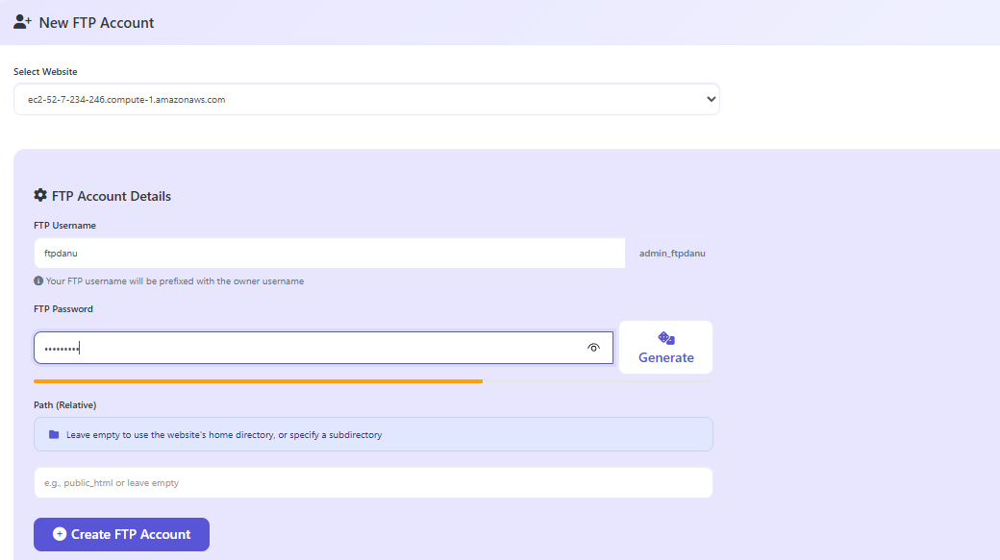 New FTP Account
Select Website
ec2-52-7-234-246.compute-1.amazonaws.com
FTP Account Details
FTP Username
ftpdanu
admin_ftpdanu
Your FTP username will be prefixed with the owner username
FTP Password
•••••••••
Generate
Path (Relative)
Leave empty to use the website's home directory, or specify a subdirectory
e.g., public_html or leave empty
Create FTP Account